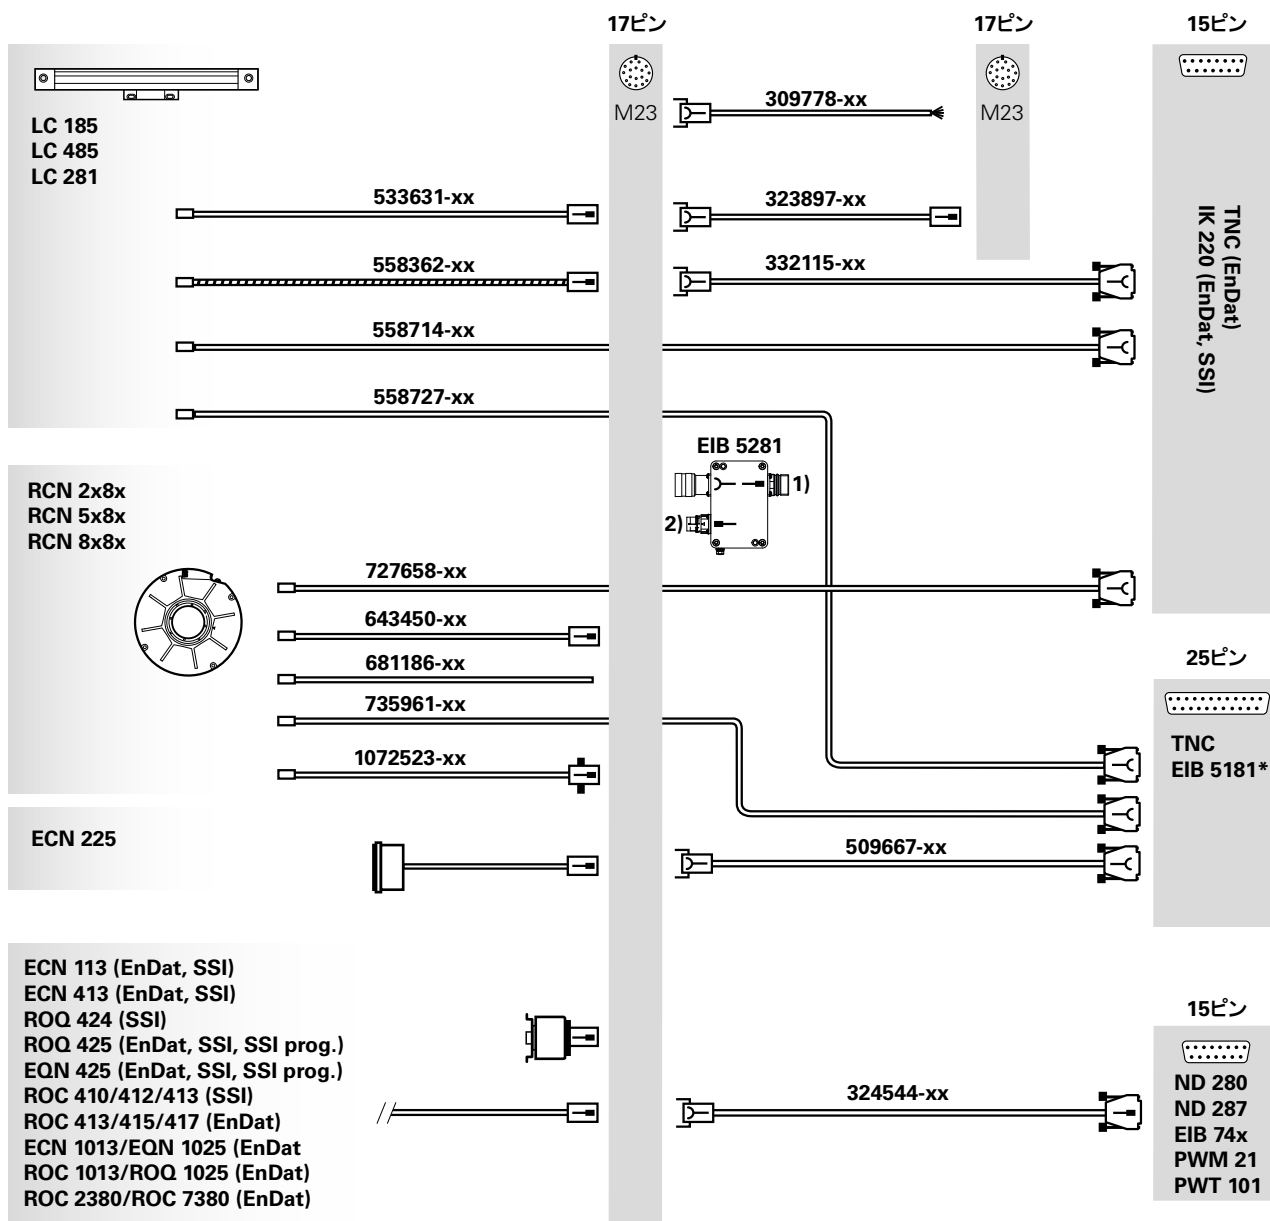 17ピン
17ピン
15ピン
M23
M23
309778-xx
LC 185
LC 485
LC 281
533631-xx
323897-xx
558362-xx
332115-xx
TNC (EnDat)
IK 220 (EnDat, SSI)
558714-xx
558727-xx
EIB 5281
1)
2)
RCN 2x8x
RCN 5x8x
RCN 8x8x
727658-xx
643450-xx
681186-xx
735961-xx
1072523-xx
25ピン
TNC
EIB 5181*
ECN 225
509667-xx
ECN 113 (EnDat, SSI)
ECN 413 (EnDat, SSI)
ROQ 424 (SSI)
ROQ 425 (EnDat, SSI, SSI prog.)
EQN 425 (EnDat, SSI, SSI prog.)
ROC 410/412/413 (SSI)
ROC 413/415/417 (EnDat)
ECN 1013/EQN 1025 (EnDat
ROC 1013/ROQ 1025 (EnDat)
ROC 2380/ROC 7380 (EnDat)
324544-xx
15ピン
ND 280
ND 287
EIB 74x
PWM 21
PWT 101